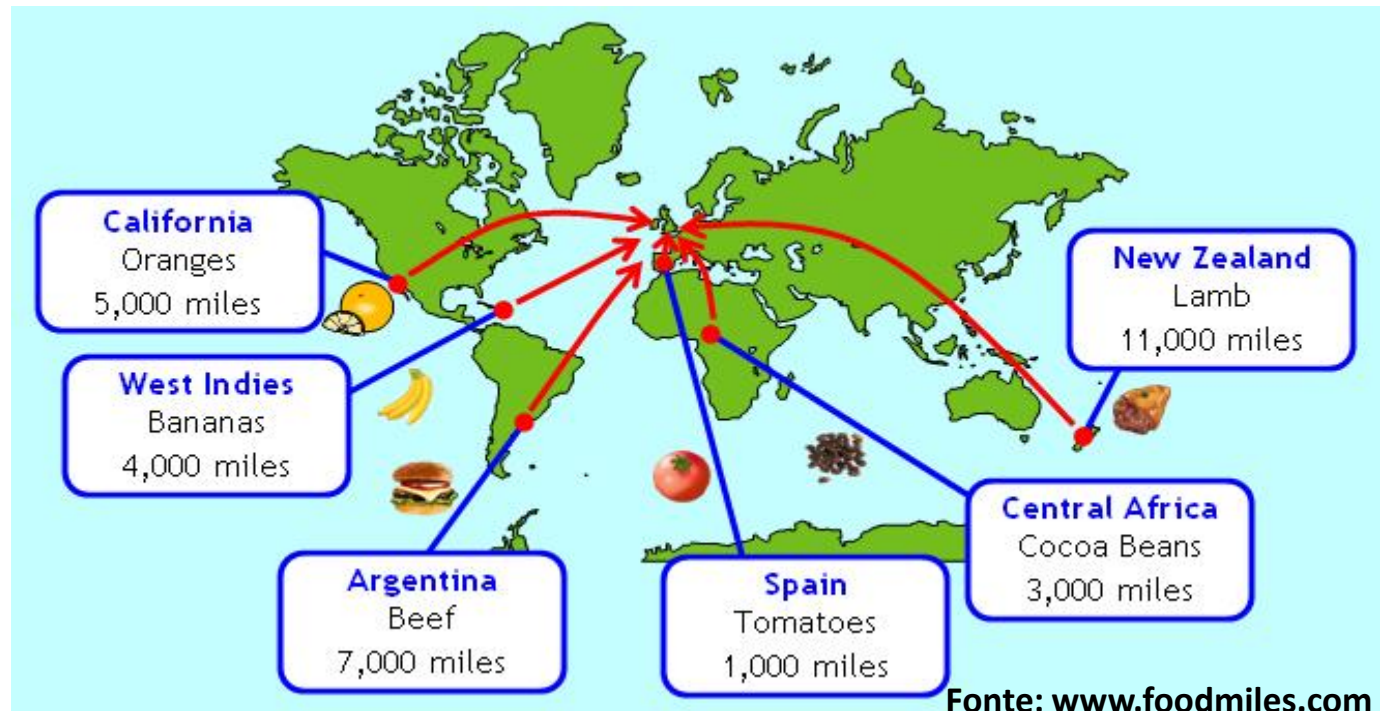 California
Oranges
5,000 miles
West Indies
Bananas
4,000 miles
Argentina
Beef
7,000 miles
Spain
Tomatoes
1,000 miles
Central Africa
Cocoa Beans
3,000 miles
New Zealand
Lamb
11,000 miles
Fonte: www.foodmiles.com